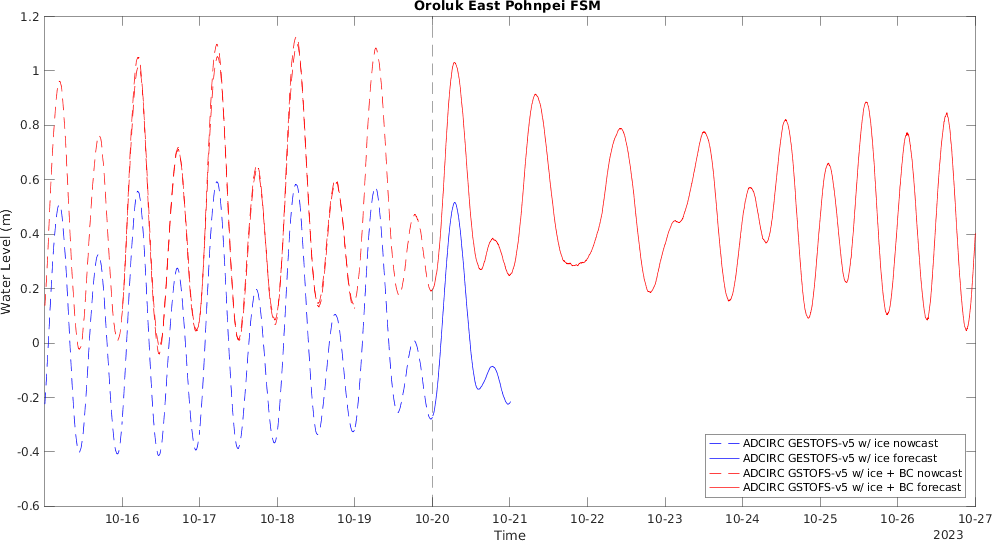 Oroluk East Pohnpei FSM
1.2
1
0.8
0.6
0.4
0.2
0
-0.2
-0.4
-0.6
Water Level (m)
ADCIRC GESTOFS-v5 w/ ice nowcast
ADCIRC GESTOFS-v5 w/ ice forecast
ADCIRC GSTOFS-v5 w/ ice + BC nowcast
ADCIRC GSTOFS-v5 w/ ice + BC forecast
10-16 10-17 10-18 10-19 10-20 10-21 10-22 10-23 10-24 10-25 10-26 10-27
Time 2023